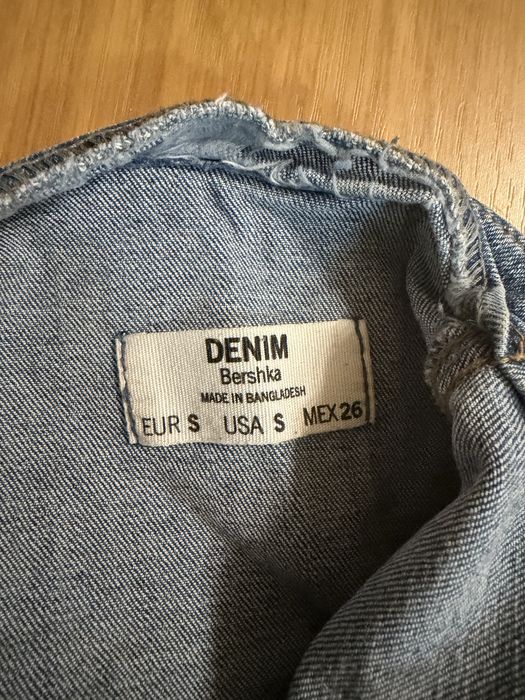 DENIM
Bershka
MADE IN BANGLADESH
EUR S USA S MEX 26